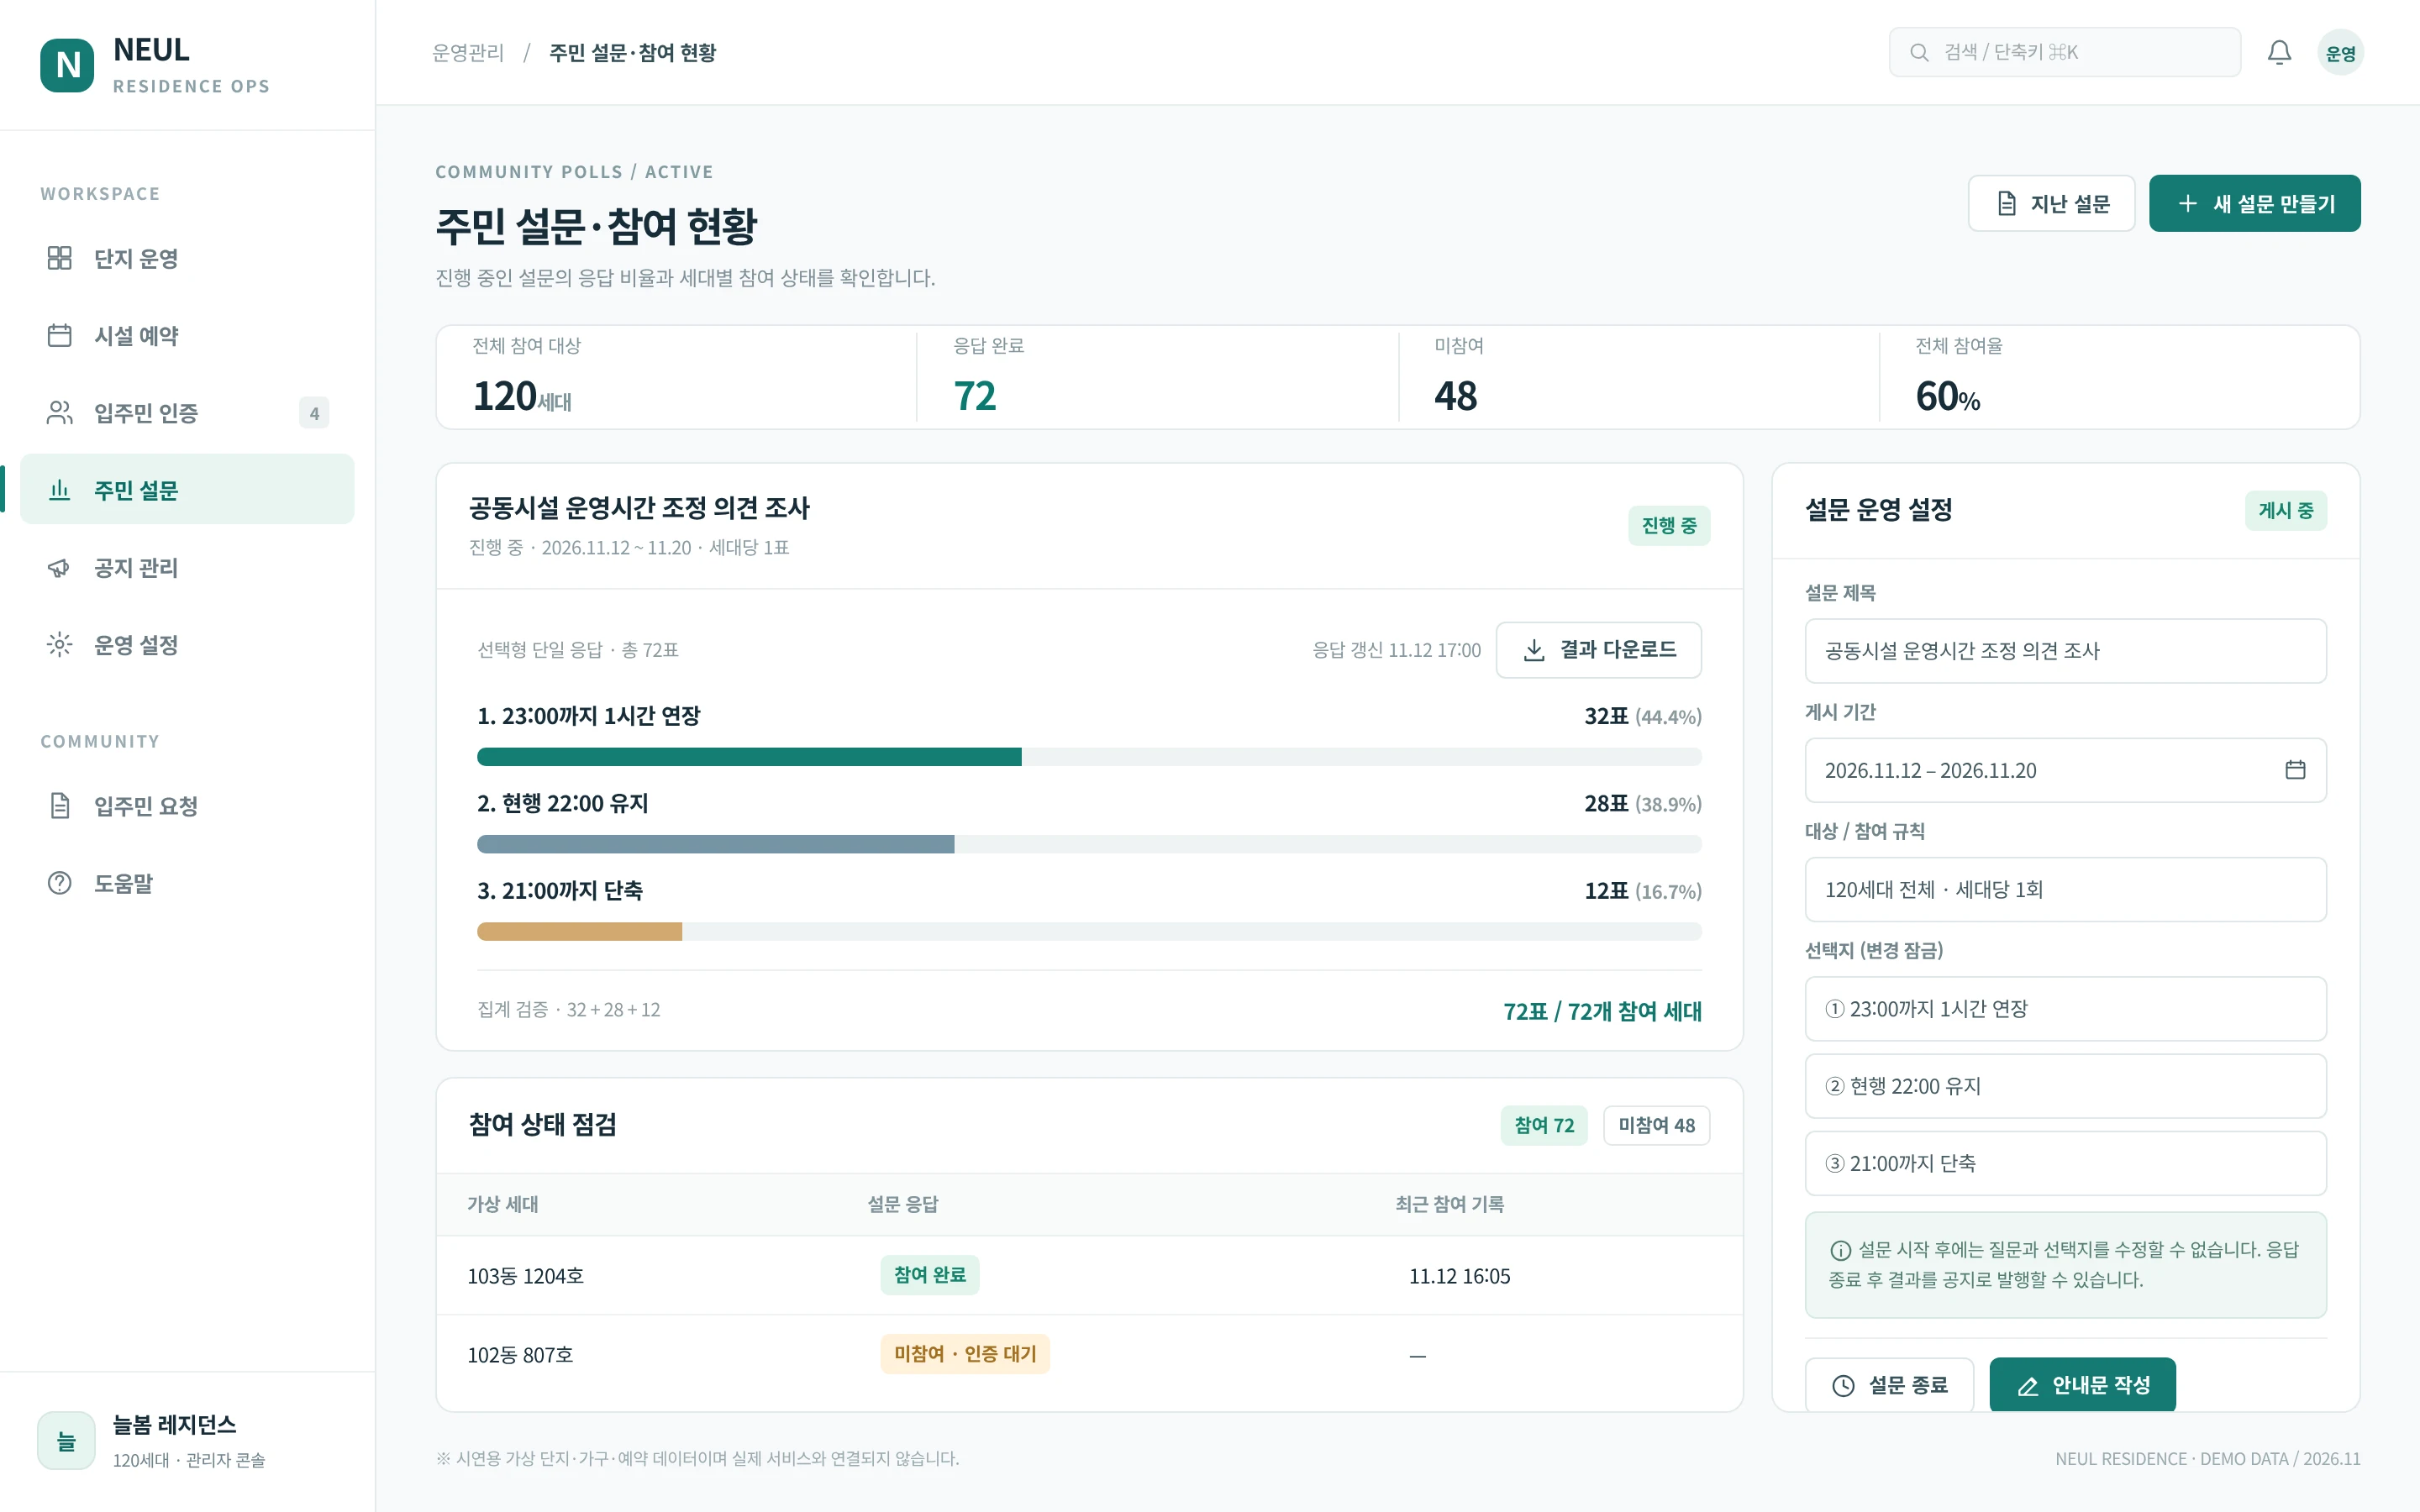 N
NEUL
RESIDENCE OPS
WORKSPACE
단지 운영
시설 예약
입주민 인증
4
주민 설문
공지 관리
운영 설정
COMMUNITY
입주민 요청
도움말
늘
늘봄 레지던스
120세대 · 관리자 콘솔
운영관리 / 주민 설문·참여 현황
검색 / 단축키 ⌘K
운영
COMMUNITY POLLS / ACTIVE
주민 설문·참여 현황
진행 중인 설문의 응답 비율과 세대별 참여 상태를 확인합니다.
지난 설문
새 설문 만들기
전체 참여 대상
120세대
응답 완료
72
미참여
48
전체 참여율
60%
공동시설 운영시간 조정 의견 조사
진행 중 · 2026.11.12 ~ 11.20 · 세대당 1표
진행 중
선택형 단일 응답 · 총 72표
응답 갱신 11.12 17:00
결과 다운로드
1. 23:00까지 1시간 연장
32표 (44.4%)
2. 현행 22:00 유지
28표 (38.9%)
3. 21:00까지 단축
12표 (16.7%)
집계 검증 · 32 + 28 + 12
72표 / 72개 참여 세대
참여 상태 점검
참여 72
미참여 48
가상 세대
설문 응답
최근 참여 기록
103동 1204호
참여 완료
11.12 16:05
102동 807호
미참여 · 인증 대기
—
설문 운영 설정
게시 중
설문 제목
공동시설 운영시간 조정 의견 조사
게시 기간
2026.11.12 – 2026.11.20
대상 / 참여 규칙
120세대 전체 · 세대당 1회
선택지 (변경 잠금)
① 23:00까지 1시간 연장
② 현행 22:00 유지
③ 21:00까지 단축
설문 시작 후에는 질문과 선택지를 수정할 수 없습니다. 응답
종료 후 결과를 공지로 발행할 수 있습니다.
설문 종료
안내문 작성
※ 시연용 가상 단지·가구·예약 데이터이며 실제 서비스와 연결되지 않습니다.
NEUL RESIDENCE · DEMO DATA / 2026.11